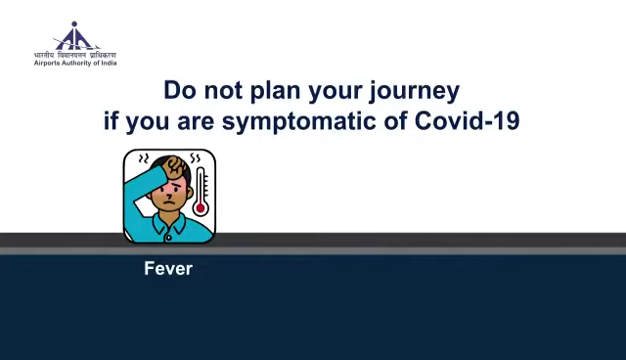 भारतीय विमानपत्तन प्राधिकरण
Airports Authority of India
Do not plan your journey
if you are symptomatic of Covid-19
Fever